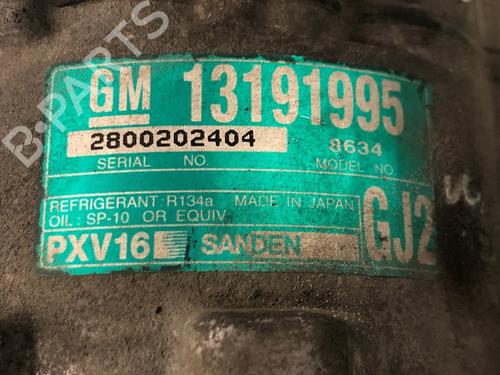 GM 13191995
2800202404 8634
SERIAL NO. MODEL NO.
REFRIGERANT: R134a MADE IN JAPAN
OIL: SP-10 OR EQUIV.
PXV16 SANDEN GJ2
B-PARTS
B-PARTS